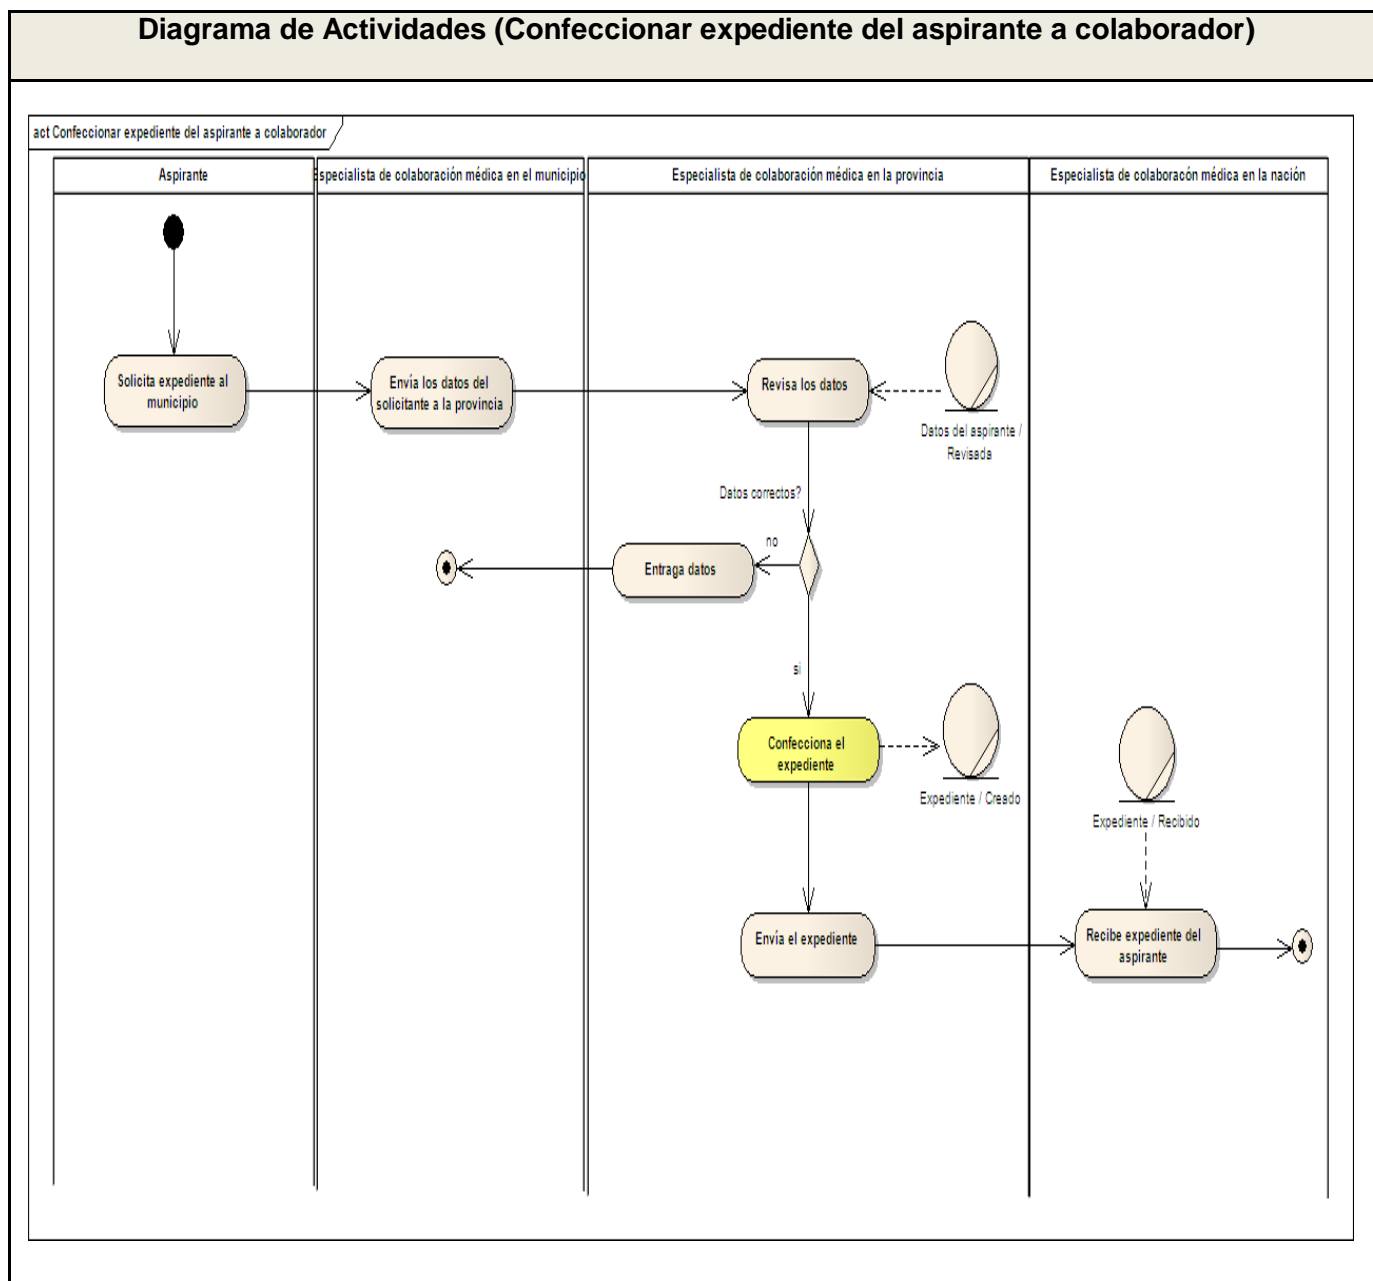 Diagrama de Actividades (Confeccionar expediente del aspirante a colaborador)
act Confeccionar expediente del aspirante a colaborador
Aspirante
Especialista de colaboración médica en el municipio
Especialista de colaboración médica en la provincia
Especialista de colaboracón médica en la nación
Solicita expediente al
municipio
Envía los datos del
solicitante a la provincia
Revisa los datos
Datos del aspirante /
Revisada
Datos correctos?
no
Entraga datos
si
Confecciona el
expediente
Expediente / Creado
Expediente / Recibido
Envía el expediente
Recibe expediente del
aspirante